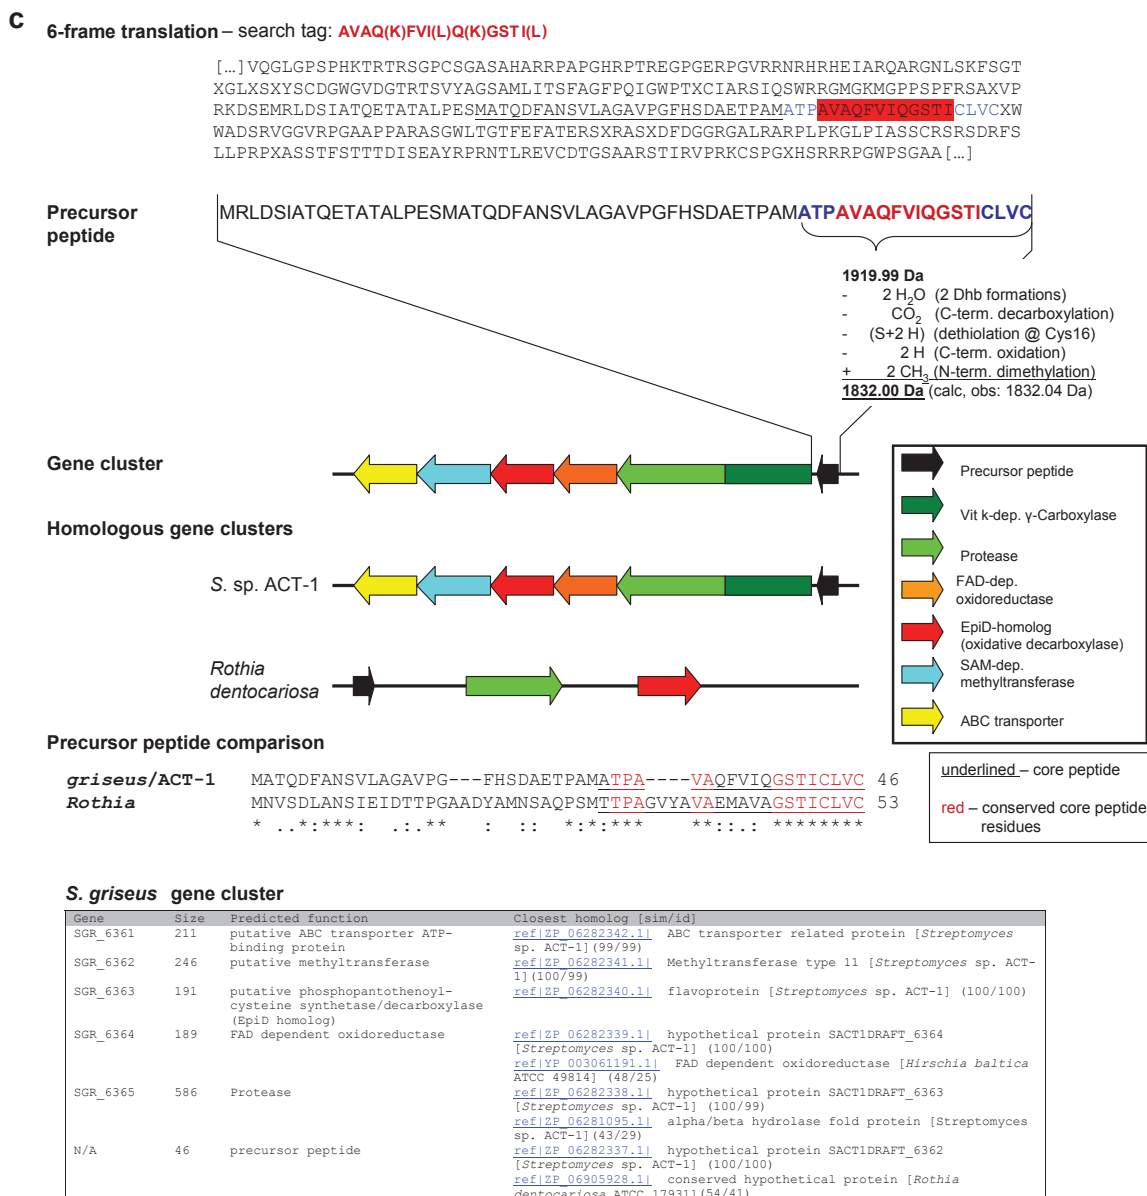 c
6-frame translation – search tag: AVAQ(K)FVI(L)Q(K)GSTI(L)
[…]VQGLGPSPHKTRTRSGPCSGASAHARRPAPGHRPTREGPGERPGVRRNRHRHEIARQARGNLSKFSGT
XGLSXSYSCDGWGVDGTRTSVYAGSAMLITSFAGFPQIGWPTXCIARSIQSWRRGMGKMGPPSPFRSAXVP
RKDSEMRLDSIATQETATALPESMATQDFANSVLAGAVPGFHSDAETPAMATPAVAQFVIQGSTICLVCXW
WADSRVGGVRPGAAPPARASGWLTGTFEFATERSXRASXDFDGGRGALRARPLPKGLPIASSCRSRSDRFS
LLPRPXASSTFSTTTDISEAYRPRNTLREVCDTGSAARSTIRVPRKCSPGXHSRRRPGWPSGAA[…]
Precursor
peptide
MRLDSIATQETATALPESMATQDFANSVLAGAVPGFHSDAETPAMATPAVAQFVIQGSTICLVC
1919.99 Da
- 2 H2O (2 Dhb formations)
- CO2 (C-term. decarboxylation)
- (S+2 H) (dethiolation @ Cys16)
- 2 H (C-term. oxidation)
+ 2 CH3 (N-term. dimethylation)
1832.00 Da (calc, obs: 1832.04 Da)
Gene cluster
Homologous gene clusters
S. sp. ACT-1
Rothia
dentocariosa
Precursor peptide
Vit k-dep. γ-Carboxylase
Protease
FAD-dep.
oxidoreductase
EpiD-homolog
(oxidative decarboxylase)
SAM-dep.
methyltransferase
ABC transporter
Precursor peptide comparison
griseus/ACT-1 MATQDFANSVLAGAVPG---FHSDAETPAMATPA----VAQFVIQGSTICLVC 46
Rothia MNVSDLANSIEIDTTPGAADYAMNSAQPSMTTPAGVYAVAEMAVAGSTICLVC 53
* ..*:***: .:.** : :: *:*:*** **::.: ********
underlined – core peptide
red – conserved core peptide
residues
S. griseus gene cluster
Gene Size Predicted function Closest homolog [sim/id]
SGR_6361 211 putative ABC transporter ATP- ref|ZP_06282342.1| ABC transporter related protein [Streptomyces
binding protein sp. ACT-1](99/99)
SGR_6362 246 putative methyltransferase ref|ZP_06282341.1| Methyltransferase type 11 [Streptomyces sp. ACT-
1](100/99)
SGR_6363 191 putative phosphopantothenoyl- ref|ZP_06282340.1| flavoprotein [Streptomyces sp. ACT-1] (100/100)
cysteine synthetase/decarboxylase
(EpiD homolog)
SGR_6364 189 FAD dependent oxidoreductase ref|ZP_06282339.1| hypothetical protein SACT1DRAFT_6364
[Streptomyces sp. ACT-1] (100/100)
ref|YP_003061191.1| FAD dependent oxidoreductase [Hirschia baltica
ATCC 49814] (48/25)
SGR_6365 586 Protease ref|ZP_06282338.1| hypothetical protein SACT1DRAFT_6363
[Streptomyces sp. ACT-1] (100/99)
ref|ZP_06281095.1| alpha/beta hydrolase fold protein [Streptomyces
sp. ACT-1](43/29)
N/A 46 precursor peptide ref|ZP_06282337.1| hypothetical protein SACT1DRAFT_6362
[Streptomyces sp. ACT-1] (100/100)
ref|ZP_06905928.1| conserved hypothetical protein [Rothia
dentocariosa ATCC 17931](54/41)